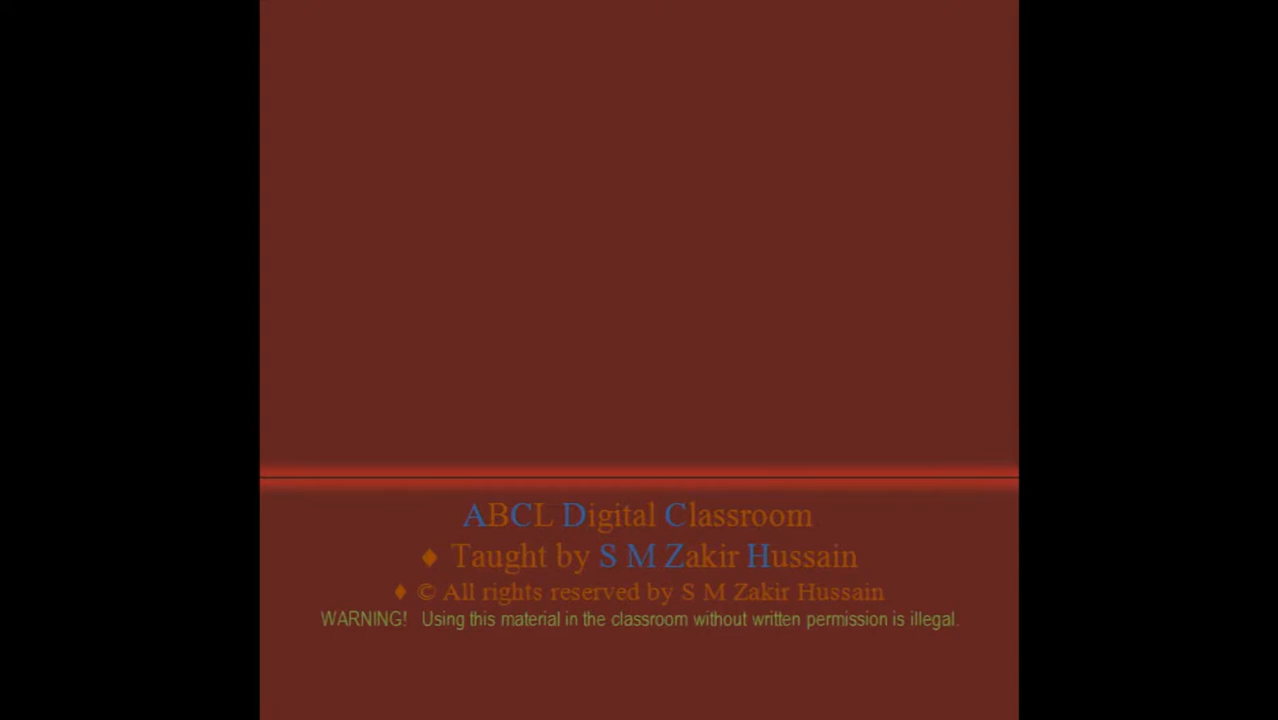 ABCL Digital Classroom
♦ Taught by S M Zakir Hussain
♦ © All rights reserved by S M Zakir Hussain
WARNING! Using this material in the classroom without written permission is illegal.